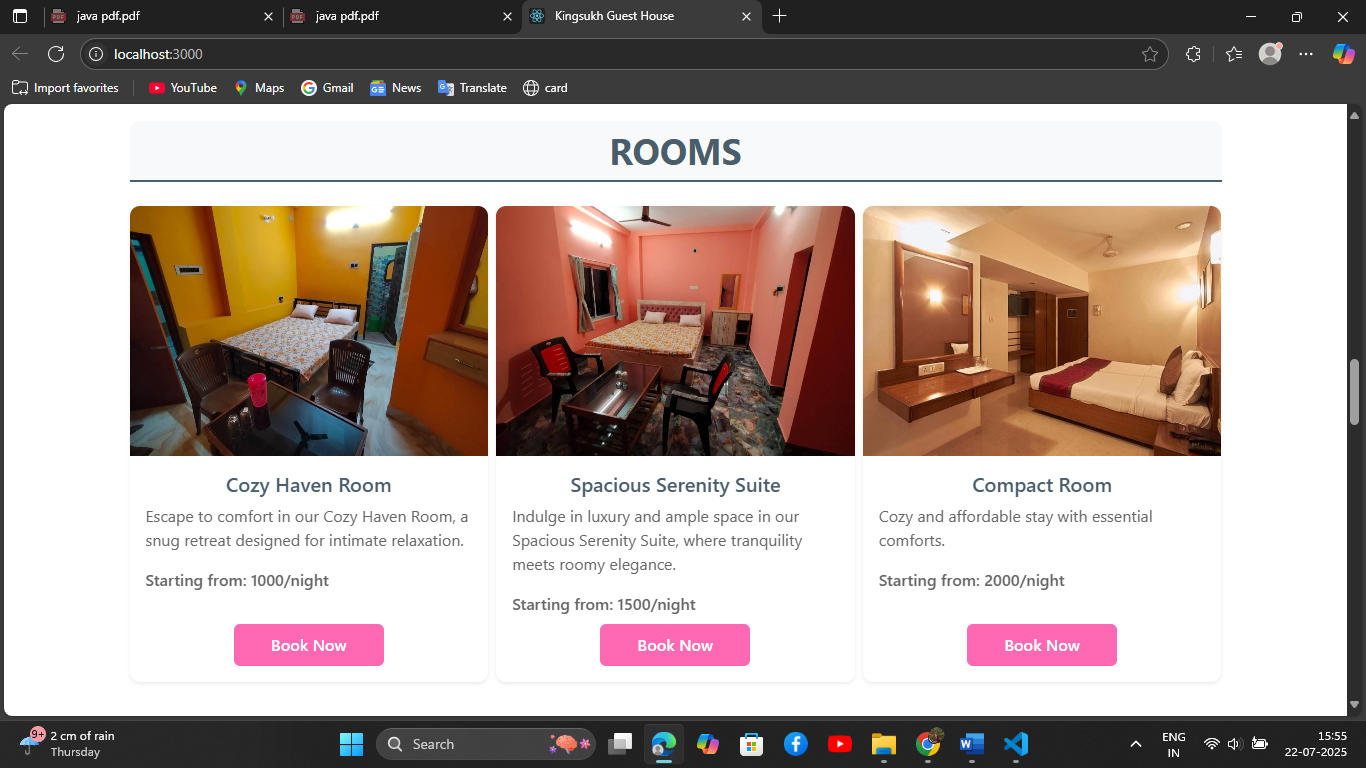 java pdf.pdf
java pdf.pdf
Kingsukh Guest House
localhost:3000
Import favorites
YouTube
Maps
Gmail
News
Translate
card
ROOMS
Cozy Haven Room
Escape to comfort in our Cozy Haven Room, a
snug retreat designed for intimate relaxation.
Starting from: 1000/night
Book Now
Spacious Serenity Suite
Indulge in luxury and ample space in our
Spacious Serenity Suite, where tranquility
meets roomy elegance.
Starting from: 1500/night
Book Now
Compact Room
Cozy and affordable stay with essential
comforts.
Starting from: 2000/night
Book Now
9+
2 cm of rain
Thursday
Search
ENG
IN
15:55
22-07-2025